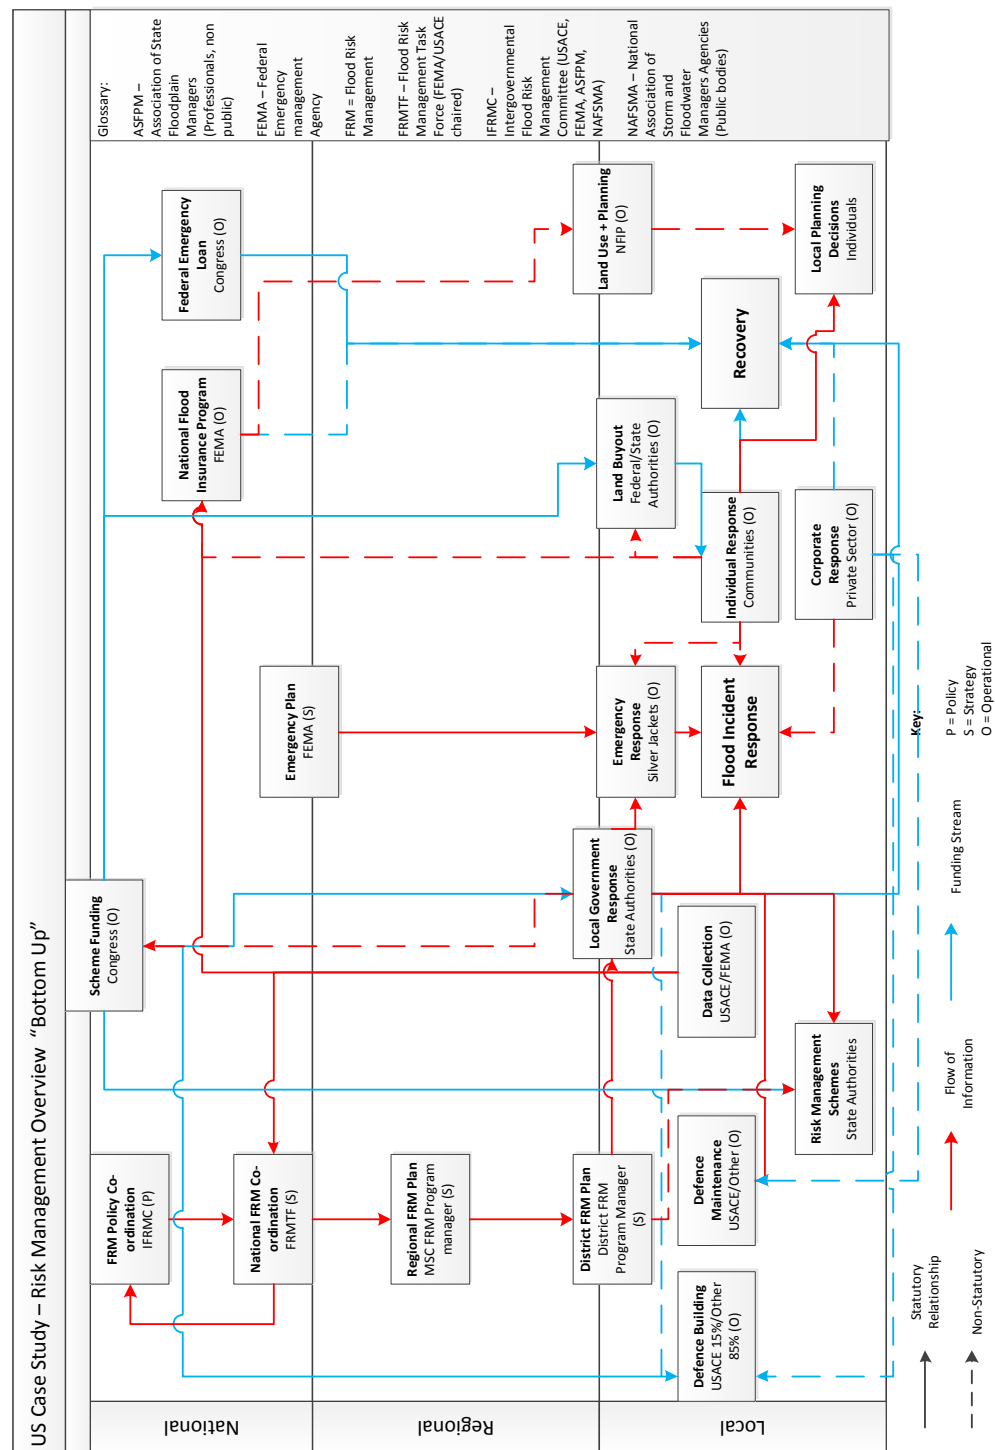 US Case Study – Risk Management Overview  "Bottom Up"
National
Regional
Local
FRM Policy Co-
ordination
IFRMC (P)
National FRM Co-
ordination
FRMTF (S)
Regional FRM Plan
MSC FRM Program
manager (S)
District FRM Plan
District FRM
Program Manager
(S)
Defence Building
USACE 15%/Other
85% (O)
Defence
Maintenance
USACE/Other (O)
Risk Management
Schemes
State Authorities
Scheme Funding
Congress (O)
Local Government
Response
State Authorities (O)
Data Collection
USACE/FEMA (O)
Emergency Plan
FEMA (S)
Emergency
Response
Silver Jackets (O)
Flood Incident
Response
National Flood
Insurance Program
FEMA (O)
Land Buyout
Federal/State
Authorities (O)
Individual Response
Communities (O)
Corporate
Response
Private Sector (O)
Federal Emergency
Loan
Congress (O)
Recovery
Land Use + Planning
NFIP (O)
Local Planning
Decisions
Individuals
Glossary:
ASFPM –
Association of State
Floodplain
Managers
(Professionals, non
public)
FEMA – Federal
Emergency
management
Agency
FRM = Flood Risk
Management
FRMTF – Flood Risk
Management Task
Force (FEMA/USACE
chaired)
IFRMC –
Intergovernmental
Flood Risk
Management
Committee (USACE,
FEMA, ASFPM,
NAFSMA)
NAFSMA – National
Association of
Storm and
Floodwater
Managers Agencies
(Public bodies)
Statutory
Relationship
Non-Statutory
Flow of
Information
Funding Stream
Key:
P = Policy
S = Strategy
O = Operational